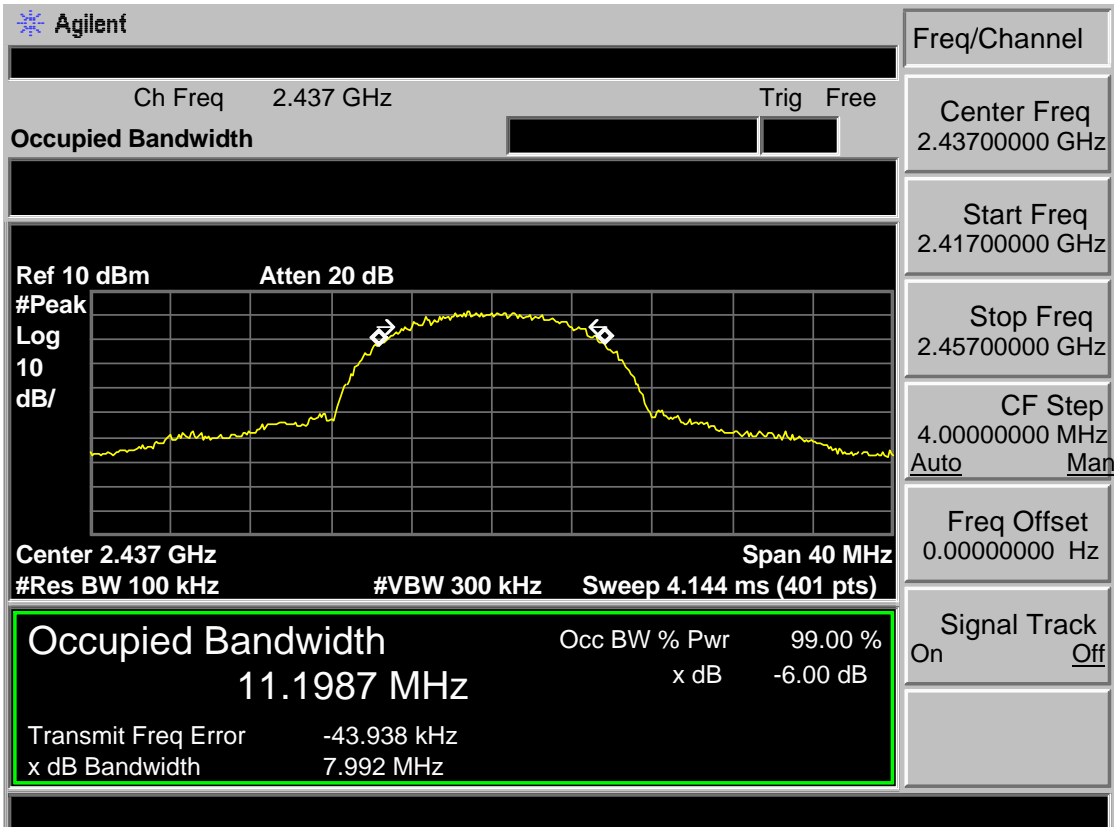 Agilent
Freq/Channel
Ch Freq 2.437 GHz Trig Free
Occupied Bandwidth
Center Freq
2.43700000 GHz
Start Freq
2.41700000 GHz
Stop Freq
2.45700000 GHz
CF Step
4.00000000 MHz
Auto Man
Freq Offset
0.00000000 Hz
Signal Track
On Off
Ref 10 dBm Atten 20 dB
#Peak
Log
10
dB/
Center 2.437 GHz Span 40 MHz
#Res BW 100 kHz #VBW 300 kHz Sweep 4.144 ms (401 pts)
Occupied Bandwidth Occ BW % Pwr 99.00 %
11.1987 MHz x dB -6.00 dB
Transmit Freq Error -43.938 kHz
x dB Bandwidth 7.992 MHz